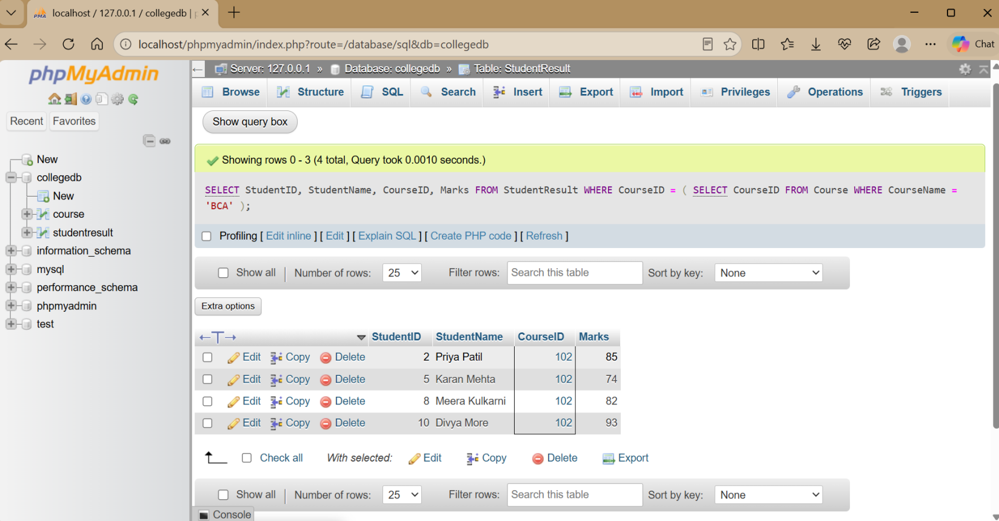 localhost / 127.0.0.1 / collegedb |
localhost/phpmyadmin/index.php?route=/database/sql&db=collegedb
Chat
phpMyAdmin
Recent Favorites
New
collegedb
New
course
studentresult
information_schema
mysql
performance_schema
phpmyadmin
test
Server: 127.0.0.1 » Database: collegedb » Table: StudentResult
Browse Structure SQL Search Insert Export Import Privileges Operations Triggers
Show query box
Showing rows 0 - 3 (4 total, Query took 0.0010 seconds.)
SELECT StudentID, StudentName, CourseID, Marks FROM StudentResult WHERE CourseID = ( SELECT CourseID FROM Course WHERE CourseName =
'BCA' );
Profiling [ Edit inline ] [ Edit ] [ Explain SQL ] [ Create PHP code ] [ Refresh ]
Show all | Number of rows: 25 Filter rows: Search this table Sort by key: None
Extra options
←T→ StudentID StudentName CourseID Marks
Edit Copy Delete 2 Priya Patil 102 85
Edit Copy Delete 5 Karan Mehta 102 74
Edit Copy Delete 8 Meera Kulkarni 102 82
Edit Copy Delete 10 Divya More 102 93
Check all With selected: Edit Copy Delete Export
Show all | Number of rows: 25 Filter rows: Search this table Sort by key: None
Console